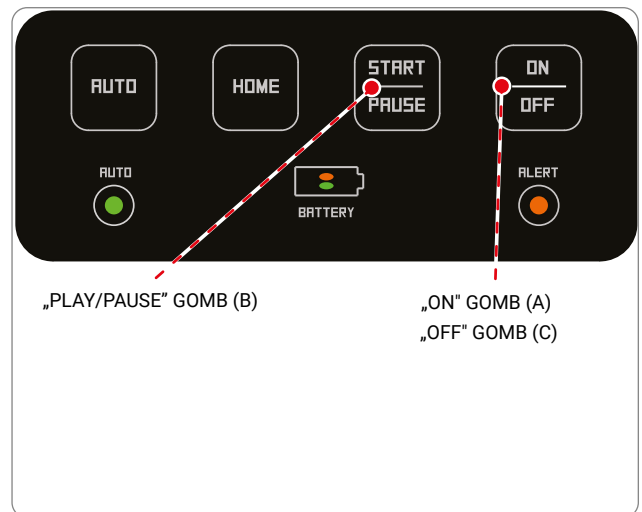 AUTO
HOME
START
PAUSE
ON
OFF
AUTO
BATTERY
ALERT
„PLAY/PAUSE” GOMB (B)
„ON" GOMB (A)
„OFF" GOMB (C)